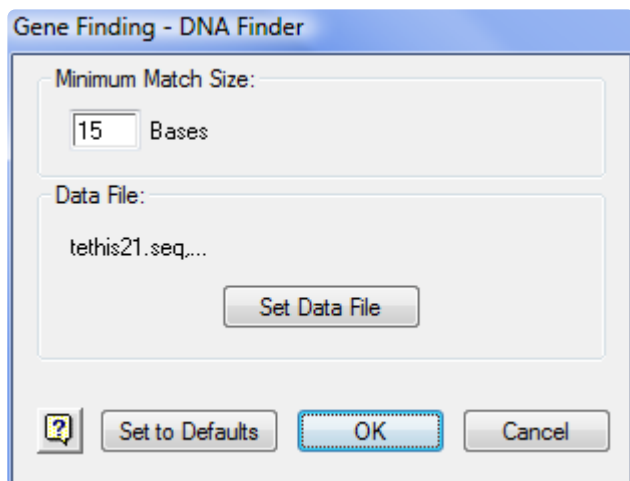 Gene Finding - DNA Finder
Minimum Match Size:
15 Bases
Data File:
tethis21.seq,...
Set Data File
? Set to Defaults OK Cancel